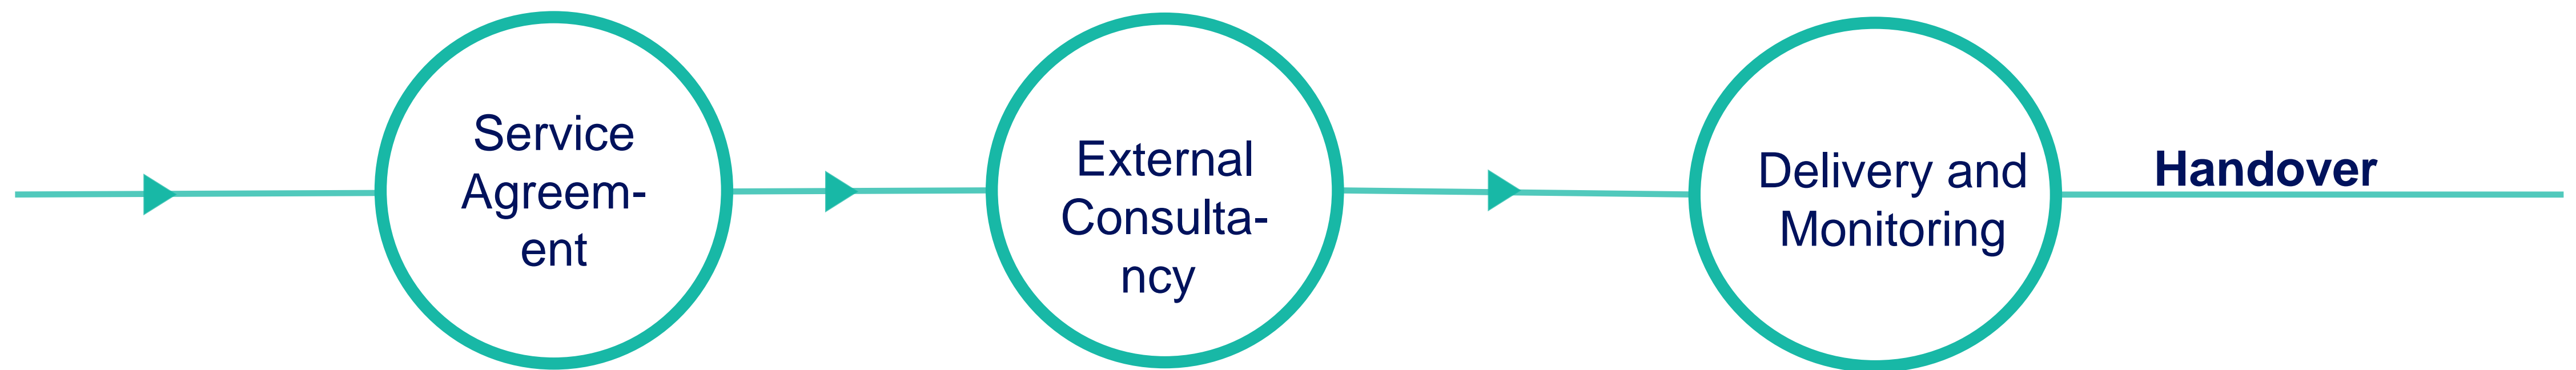 Service
Agreem-
ent
External
Consulta-
ncy
Delivery and
Monitoring
Handover